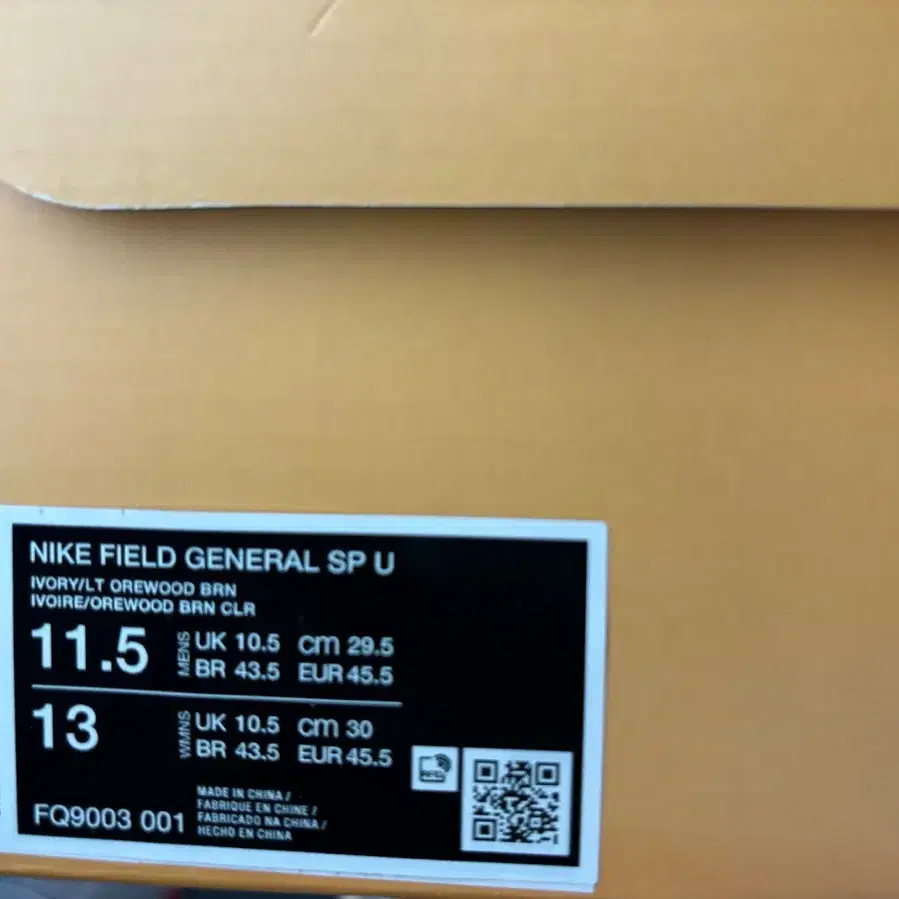 NIKE FIELD GENERAL SP U
IVORY/LT OREWOOD BRN
IVOIRE/OREWOOD BRN CLR
11.5 MENS UK 10.5 cm 29.5
BR 43.5 EUR 45.5
13 WMNS UK 10.5 cm 30
BR 43.5 EUR 45.5
FQ9003 001
MADE IN CHINA /
FABRIQUE EN CHINE /
FABRICADO NA CHINA /
HECHO EN CHINA